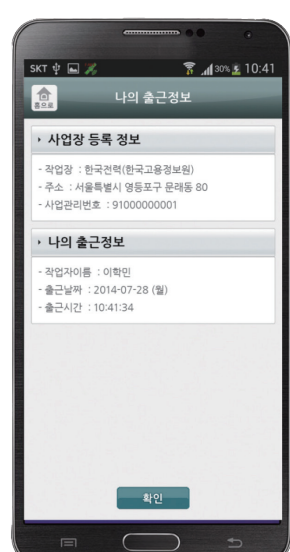 SKT 30% 10:41
홈으로
나의 출근정보
사업장 등록 정보
- 작업장 : 한국전력(한국고용정보원)
- 주소 : 서울특별시 영등포구 문래동 80
- 사업관리번호 : 91000000001
나의 출근정보
- 작업자이름 : 이학민
- 출근날짜 : 2014-07-28 (월)
- 출근시간 : 10:41:34
확인